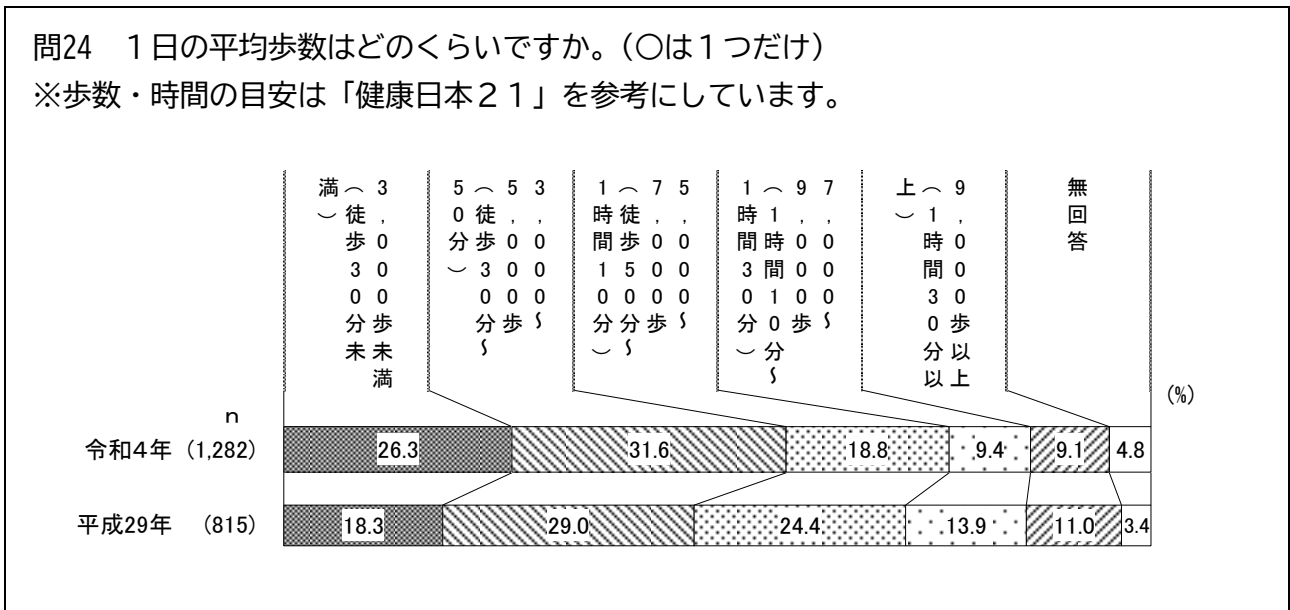 問24　１日の平均歩数はどのくらいですか。（○は１つだけ）
※歩数・時間の目安は「健康日本２１」を参考にしています。
3,000歩未満
（徒歩30分未
満）
3,000～
5,000歩
（徒歩30分～
50分）
5,000～
7,000歩
（徒歩50分～
1時間10分）
7,000～
9,000歩
（1時間10分～
1時間30分）
9,000歩以上
（1時間30分以
上）
無回答
(%)
n
令和4年 (1,282) 26.3 31.6 18.8 9.4 9.1 4.8
平成29年 (815) 18.3 29.0 24.4 13.9 11.0 3.4